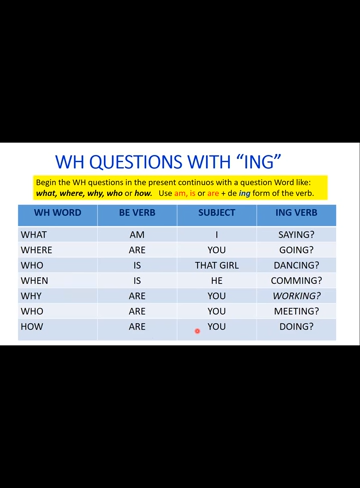 WH QUESTIONS WITH “ING”
Begin the WH questions in the present continuos with a question Word like:
what, where, why, who or how. Use am, is or are + de ing form of the verb.
WH WORD BE VERB SUBJECT ING VERB
WHAT AM I SAYING?
WHERE ARE YOU GOING?
WHO IS THAT GIRL DANCING?
WHEN IS HE COMMING?
WHY ARE YOU WORKING?
WHO ARE YOU MEETING?
HOW ARE YOU DOING?